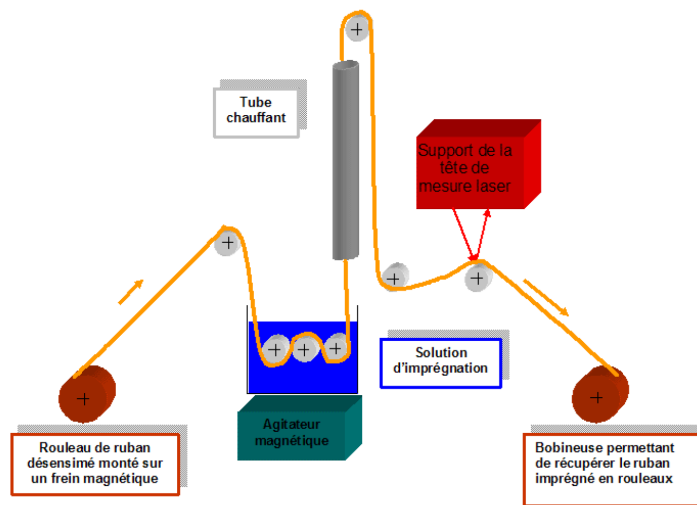 Tube
chauffant
Support de la
tête de
mesure laser
Solution
d'imprégnation
Agitateur
magnétique
Rouleau de ruban
désensimé monté sur
un frein magnétique
Bobineuse permettant
de récupérer le ruban
imprégné en rouleaux